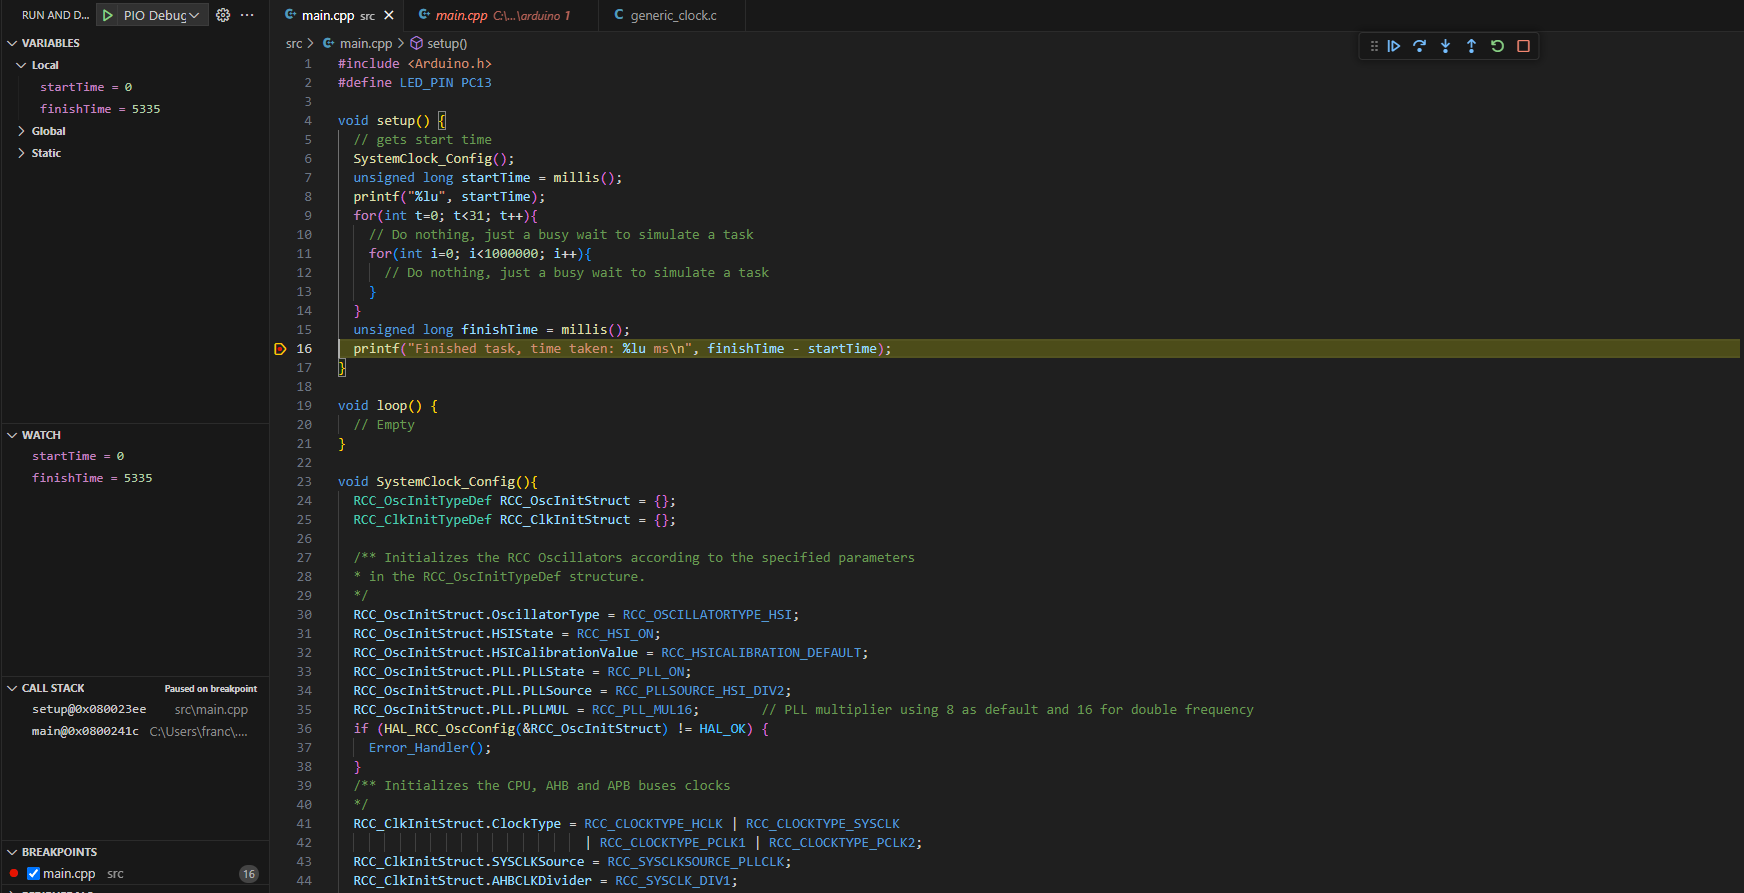 RUN AND D... PIO Debug
VARIABLES
Local
startTime = 0
finishTime = 5335
Global
Static
WATCH
startTime = 0
finishTime = 5335
CALL STACK Paused on breakpoint
setup@0x080023ee src\main.cpp
main@0x0800241c C:\Users\franc\....
BREAKPOINTS
main.cpp src 16
main.cpp src
main.cpp C:\...\arduino 1
generic_clock.c
src > main.cpp > setup()
1 #include <Arduino.h>
2 #define LED_PIN PC13
3
4 void setup() {
5 // gets start time
6 SystemClock_Config();
7 unsigned long startTime = millis();
8 printf("%lu", startTime);
9 for(int t=0; t<31; t++){
10 // Do nothing, just a busy wait to simulate a task
11 for(int i=0; i<1000000; i++){
12 // Do nothing, just a busy wait to simulate a task
13 }
14 }
15 unsigned long finishTime = millis();
16 printf("Finished task, time taken: %lu ms\n", finishTime - startTime);
17 }
18
19 void loop() {
20 // Empty
21 }
22
23 void SystemClock_Config(){
24 RCC_OscInitTypeDef RCC_OscInitStruct = {};
25 RCC_ClkInitTypeDef RCC_ClkInitStruct = {};
26
27 /** Initializes the RCC Oscillators according to the specified parameters
28 * in the RCC_OscInitTypeDef structure.
29 */
30 RCC_OscInitStruct.OscillatorType = RCC_OSCILLATORTYPE_HSI;
31 RCC_OscInitStruct.HSIState = RCC_HSI_ON;
32 RCC_OscInitStruct.HSICalibrationValue = RCC_HSICALIBRATION_DEFAULT;
33 RCC_OscInitStruct.PLL.PLLState = RCC_PLL_ON;
34 RCC_OscInitStruct.PLL.PLLSource = RCC_PLLSOURCE_HSI_DIV2;
35 RCC_OscInitStruct.PLL.PLLMUL = RCC_PLL_MUL16; // PLL multiplier using 8 as default and 16 for double frequency
36 if (HAL_RCC_OscConfig(&RCC_OscInitStruct) != HAL_OK) {
37 Error_Handler();
38 }
39 /** Initializes the CPU, AHB and APB buses clocks
40 */
41 RCC_ClkInitStruct.ClockType = RCC_CLOCKTYPE_HCLK | RCC_CLOCKTYPE_SYSCLK
42 | RCC_CLOCKTYPE_PCLK1 | RCC_CLOCKTYPE_PCLK2;
43 RCC_ClkInitStruct.SYSCLKSource = RCC_SYSCLKSOURCE_PLLCLK;
44 RCC_ClkInitStruct.AHBCLKDivider = RCC_SYSCLK_DIV1;